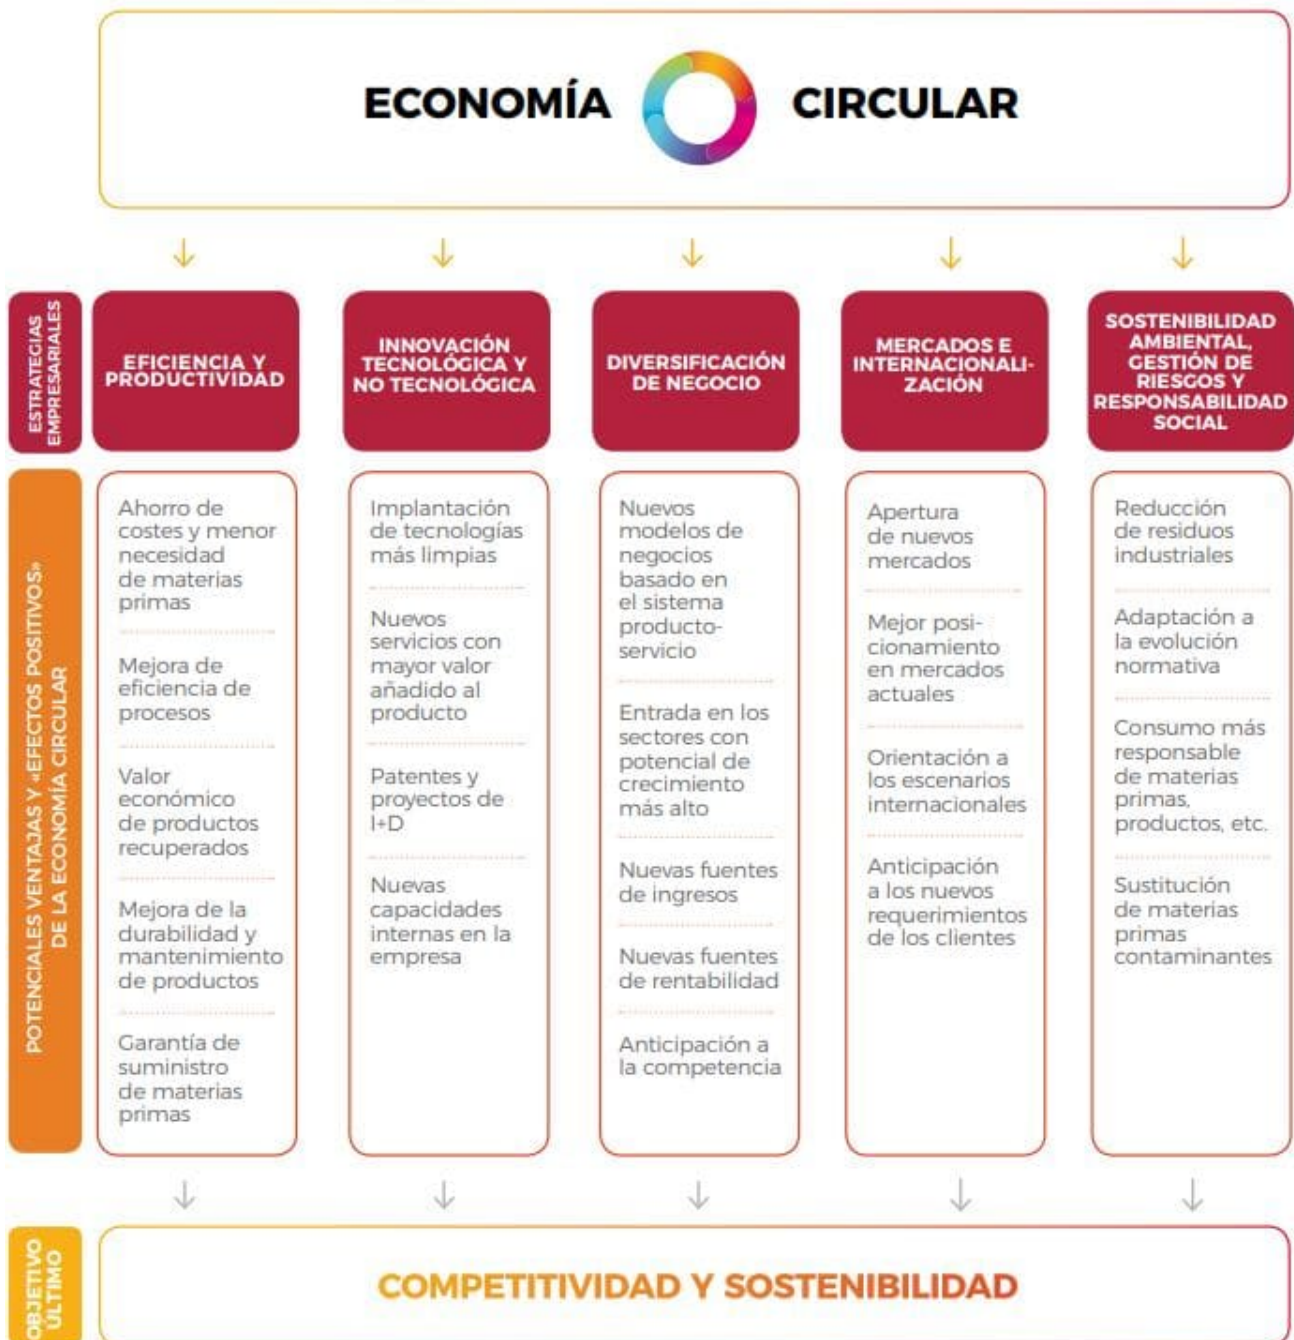 ECONOMÍA CIRCULAR
ESTRATEGIAS
EMPRESARIALES
EFICIENCIA Y
PRODUCTIVIDAD
INNOVACIÓN
TECNOLÓGICA Y
NO TECNOLÓGICA
DIVERSIFICACIÓN
DE NEGOCIO
MERCADOS E
INTERNACIONALI-
ZACIÓN
SOSTENIBILIDAD
AMBIENTAL,
GESTIÓN DE
RIESGOS Y
RESPONSABILIDAD
SOCIAL
POTENCIALES VENTAJAS Y «EFECTOS POSITIVOS»
DE LA ECONOMÍA CIRCULAR
Ahorro de
costes y menor
necesidad
de materias
primas
Mejora de
eficiencia de
procesos
Valor
económico
de productos
recuperados
Mejora de la
durabilidad y
mantenimiento
de productos
Garantía de
suministro
de materias
primas
Implantación
de tecnologías
más limpias
Nuevos
servicios con
mayor valor
añadido al
producto
Patentes y
proyectos de
I+D
Nuevas
capacidades
internas en la
empresa
Nuevos
modelos de
negocios
basado en
el sistema
producto-
servicio
Entrada en los
sectores con
potencial de
crecimiento
más alto
Nuevas fuentes
de ingresos
Nuevas fuentes
de rentabilidad
Anticipación a
la competencia
Apertura
de nuevos
mercados
Mejor posi-
cionamiento
en mercados
actuales
Orientación a
los escenarios
internacionales
Anticipación
a los nuevos
requerimientos
de los clientes
Reducción
de residuos
industriales
Adaptación a
la evolución
normativa
Consumo más
responsable
de materias
primas,
productos, etc.
Sustitución
de materias
primas
contaminantes
OBJETIVO
ÚLTIMO
COMPETITIVIDAD Y SOSTENIBILIDAD